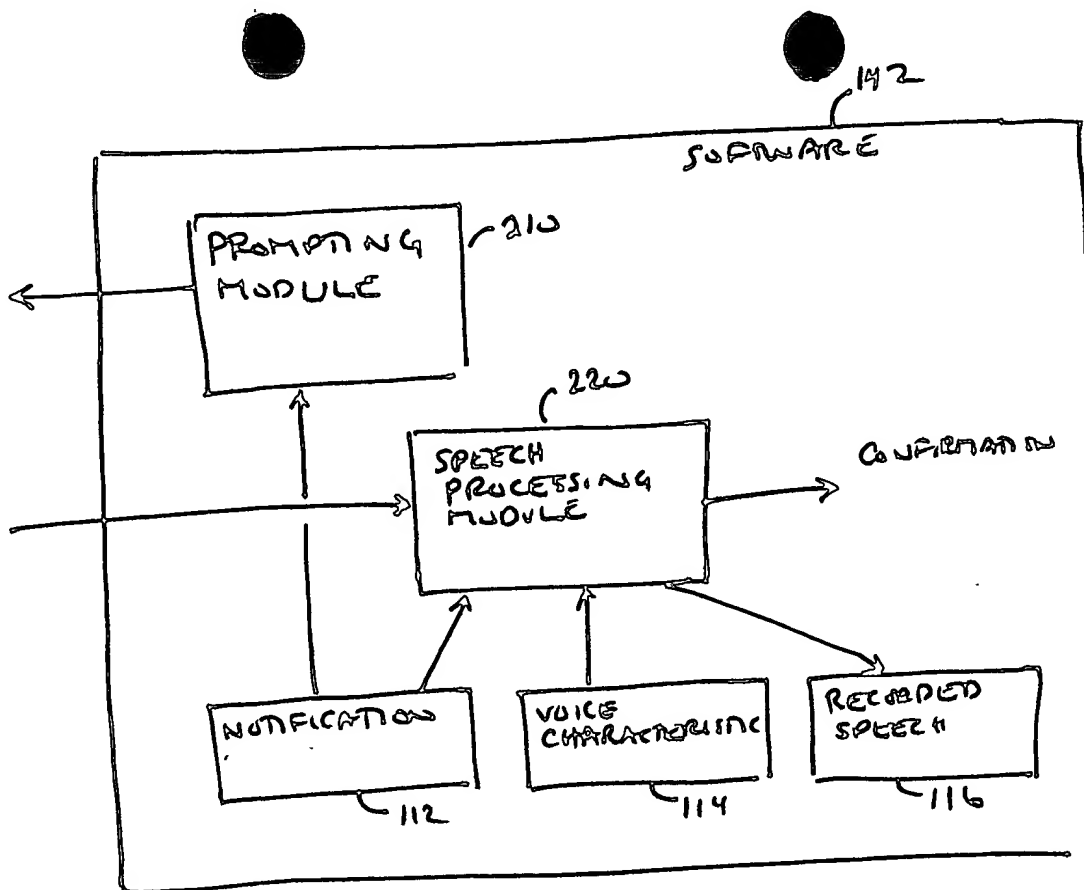 142
SOFTWARE
PROMPTING
MODULE
210
220
SPEECH
PROCESSING
MODULE
CONFIRMATION
NOTIFICATION
112
VOICE
CHARACTERISTIC
114
RECORDED
SPEECH
116